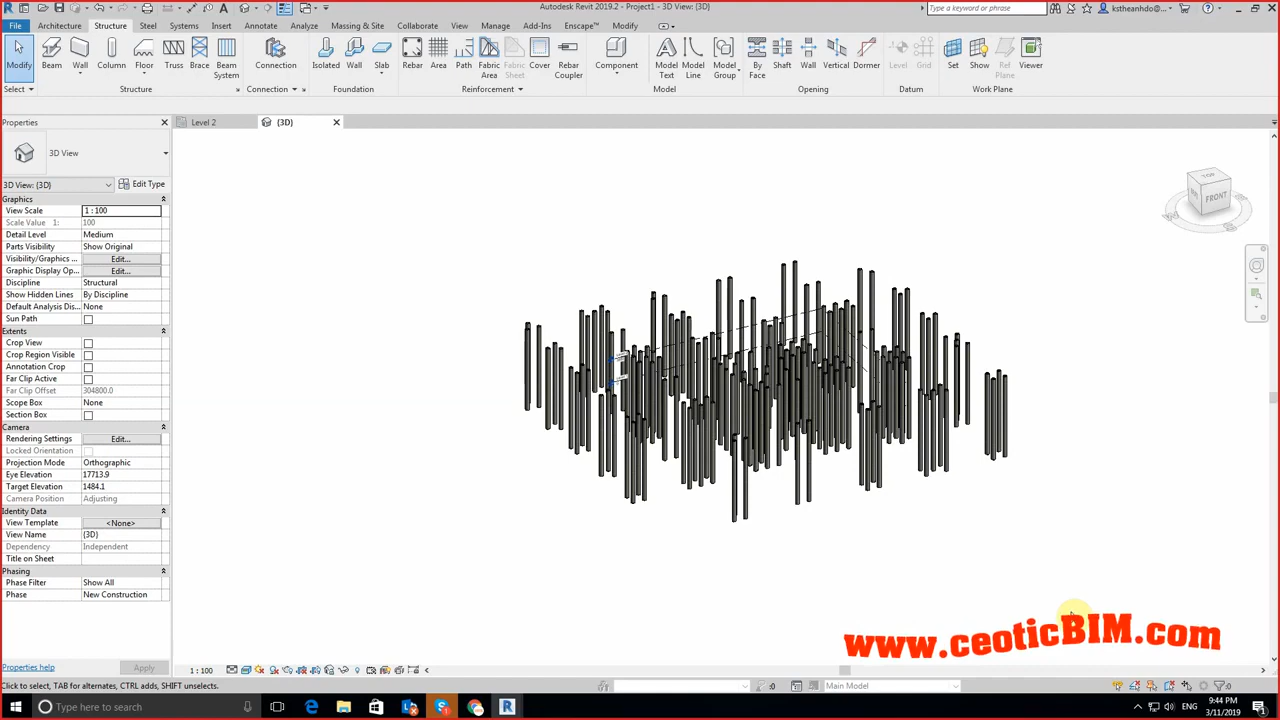 Autodesk Revit 2019.2 - Project1 - 3D View: {3D}
Type a keyword or phrase
kstheanhdo
File Architecture Structure Steel Systems Insert Annotate Analyze Massing & Site Collaborate View Manage Add-Ins Enscape™ Modify
Modify Beam Wall Column Floor Truss Brace Beam System Connection Isolated Wall Slab Rebar Area Path Fabric Area Fabric Sheet Cover Rebar Coupler Component Model Text Model Line Model Group By Face Shaft Wall Vertical Dormer Level Grid Set Show Ref Plane Viewer
Select Structure Connection Foundation Reinforcement Model Opening Datum Work Plane
Properties
Level 2
{3D}
3D View
3D View: {3D} Edit Type
Graphics
View Scale 1 : 100
Scale Value 1: 100
Detail Level Medium
Parts Visibility Show Original
Visibility/Graphics ... Edit...
Graphic Display Op... Edit...
Discipline Structural
Show Hidden Lines By Discipline
Default Analysis Dis... None
Sun Path
Extents
Crop View
Crop Region Visible
Annotation Crop
Far Clip Active
Far Clip Offset 304800.0
Scope Box None
Section Box
Camera
Rendering Settings Edit...
Locked Orientation
Projection Mode Orthographic
Eye Elevation 17713.9
Target Elevation 1484.1
Camera Position Adjusting
Identity Data
View Template <None>
View Name {3D}
Dependency Independent
Title on Sheet
Phasing
Phase Filter Show All
Phase New Construction
Properties help Apply
TOP
FRONT
www.ceoticBIM.com
1 : 100
Click to select, TAB for alternates, CTRL adds, SHIFT unselects.
:0
Main Model
:0
Type here to search
ENG
9:44 PM
3/11/2019